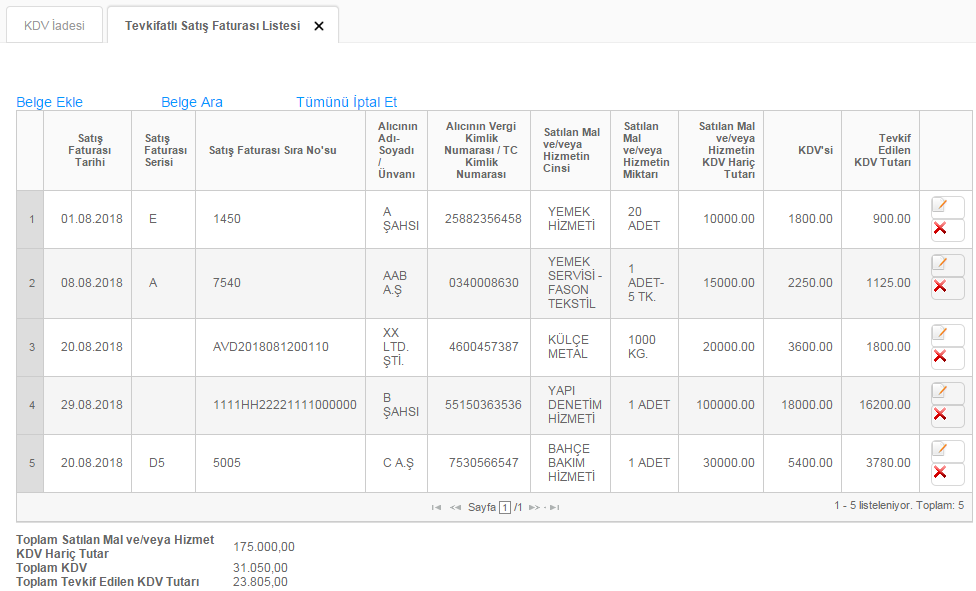 KDV İadesi
Tevkifatlı Satış Faturası Listesi
Belge Ekle Belge Ara Tümünü İptal Et
Satış Faturası Tarihi
Satış Faturası Serisi
Satış Faturası Sıra No'su
Alıcının Adı-Soyadı / Ünvanı
Alıcının Vergi Kimlik Numarası / TC Kimlik Numarası
Satılan Mal ve/veya Hizmetin Cinsi
Satılan Mal ve/veya Hizmetin Miktarı
Satılan Mal ve/veya Hizmetin KDV Hariç Tutarı
KDV'si
Tevkif Edilen KDV Tutarı
1 01.08.2018 E 1450 A ŞAHSI 25882356458 YEMEK HİZMETİ 20 ADET 10000.00 1800.00 900.00
2 08.08.2018 A 7540 AAB A.Ş 0340008630 YEMEK SERVİSİ - FASON TEKSTİL 1 ADET- 5 TK. 15000.00 2250.00 1125.00
3 20.08.2018 AVD2018081200110 XX LTD. ŞTİ. 4600457387 KÜLÇE METAL 1000 KG. 20000.00 3600.00 1800.00
4 29.08.2018 1111HH22221111000000 B ŞAHSI 55150363536 YAPI DENETİM HİZMETİ 1 ADET 100000.00 18000.00 16200.00
5 20.08.2018 D5 5005 C A.Ş 7530566547 BAHÇE BAKIM HİZMETİ 1 ADET 30000.00 5400.00 3780.00
Sayfa 1 /1
1 - 5 listeleniyor. Toplam: 5
Toplam Satılan Mal ve/veya Hizmet KDV Hariç Tutar 175.000,00
Toplam KDV 31.050,00
Toplam Tevkif Edilen KDV Tutarı 23.805,00